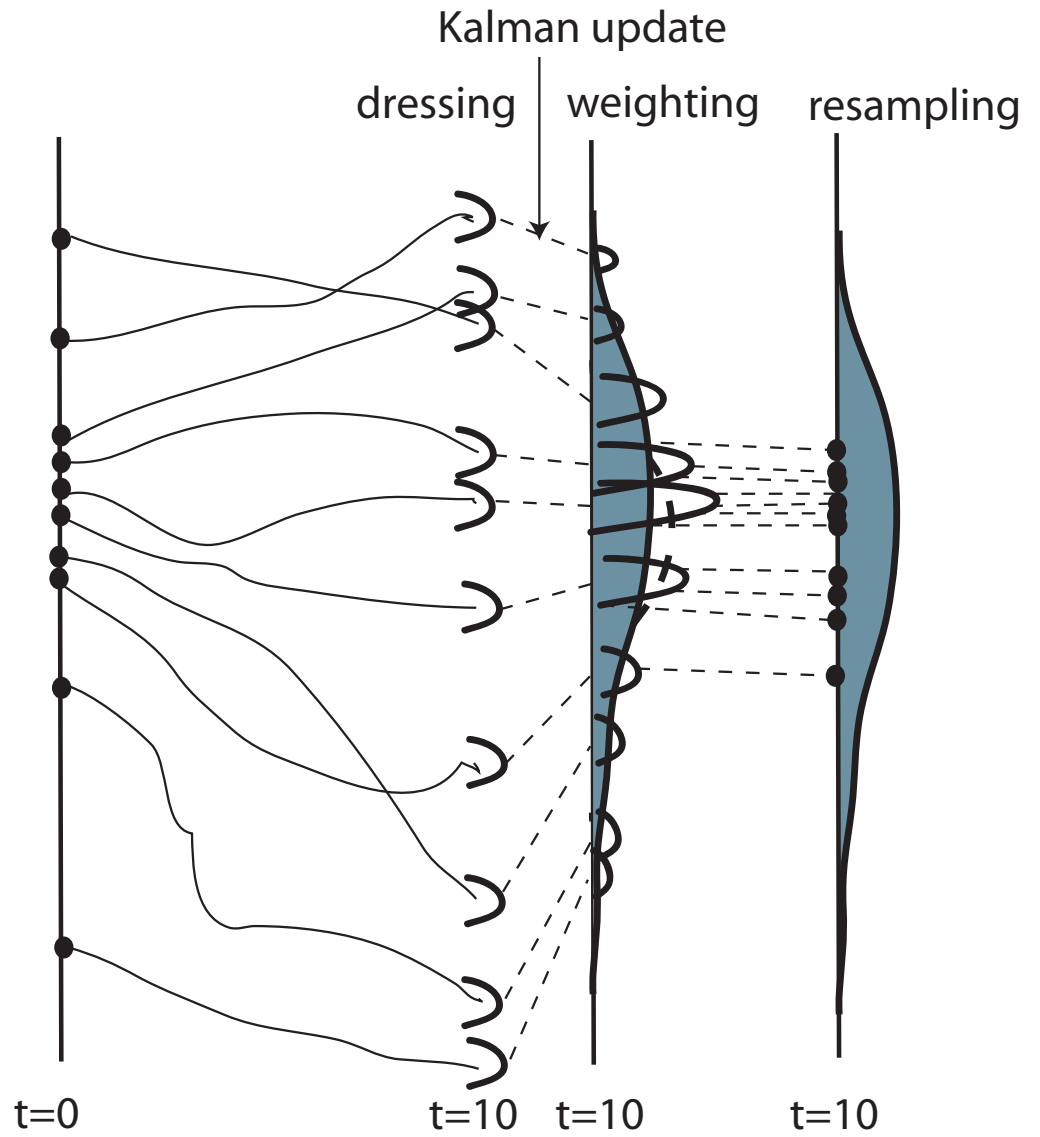 Kalman update
dressing weighting resampling
t=0 t=10 t=10 t=10